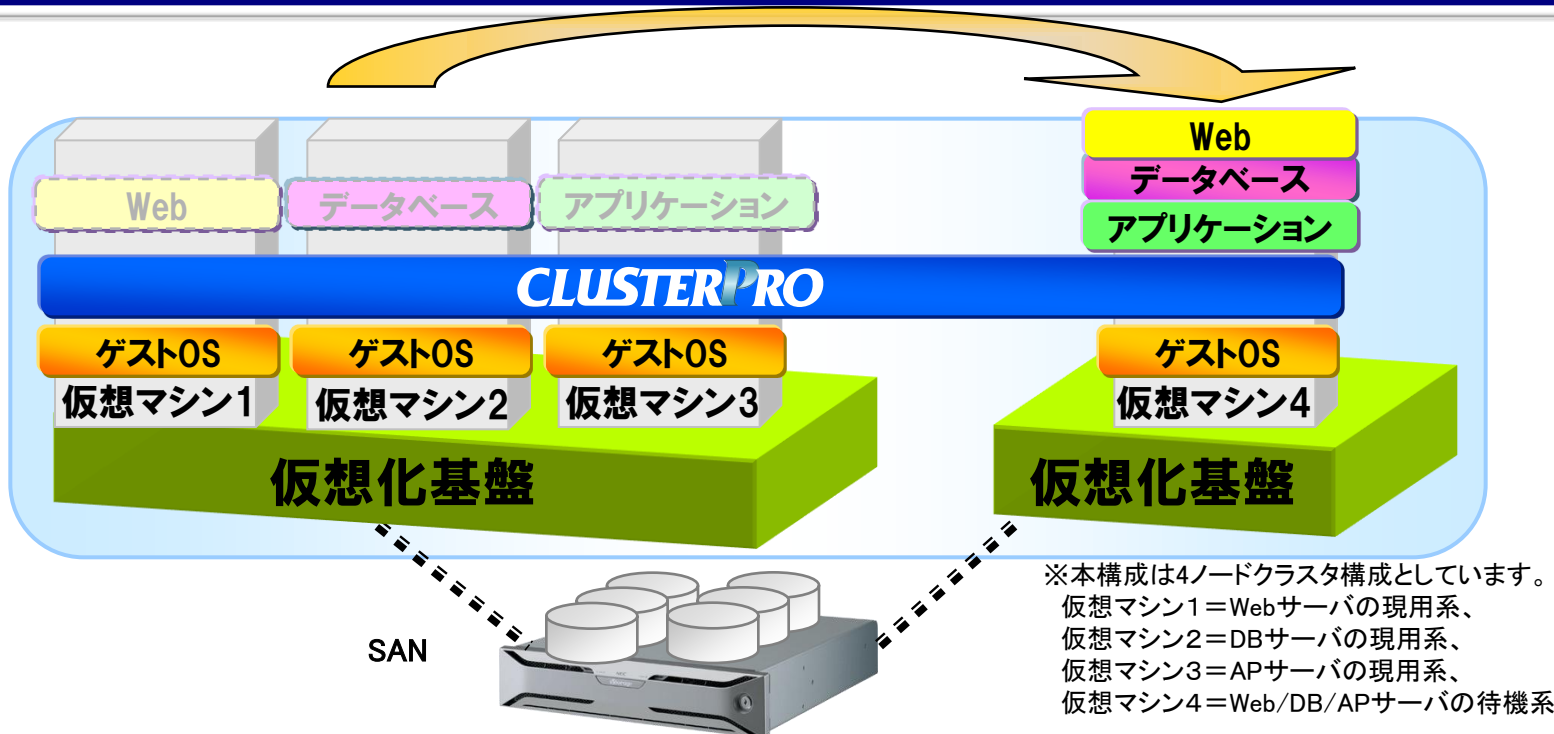 Web
データベース
アプリケーション
Web
データベース
アプリケーション
CLUSTERPRO
ゲストOS
ゲストOS
ゲストOS
ゲストOS
仮想マシン1
仮想マシン2
仮想マシン3
仮想マシン4
仮想化基盤
仮想化基盤
SAN
※本構成は4ノードクラスタ構成としています。
仮想マシン1＝Webサーバの現用系、
仮想マシン2＝DBサーバの現用系、
仮想マシン3＝APサーバの現用系、
仮想マシン4＝Web/DB/APサーバの待機系